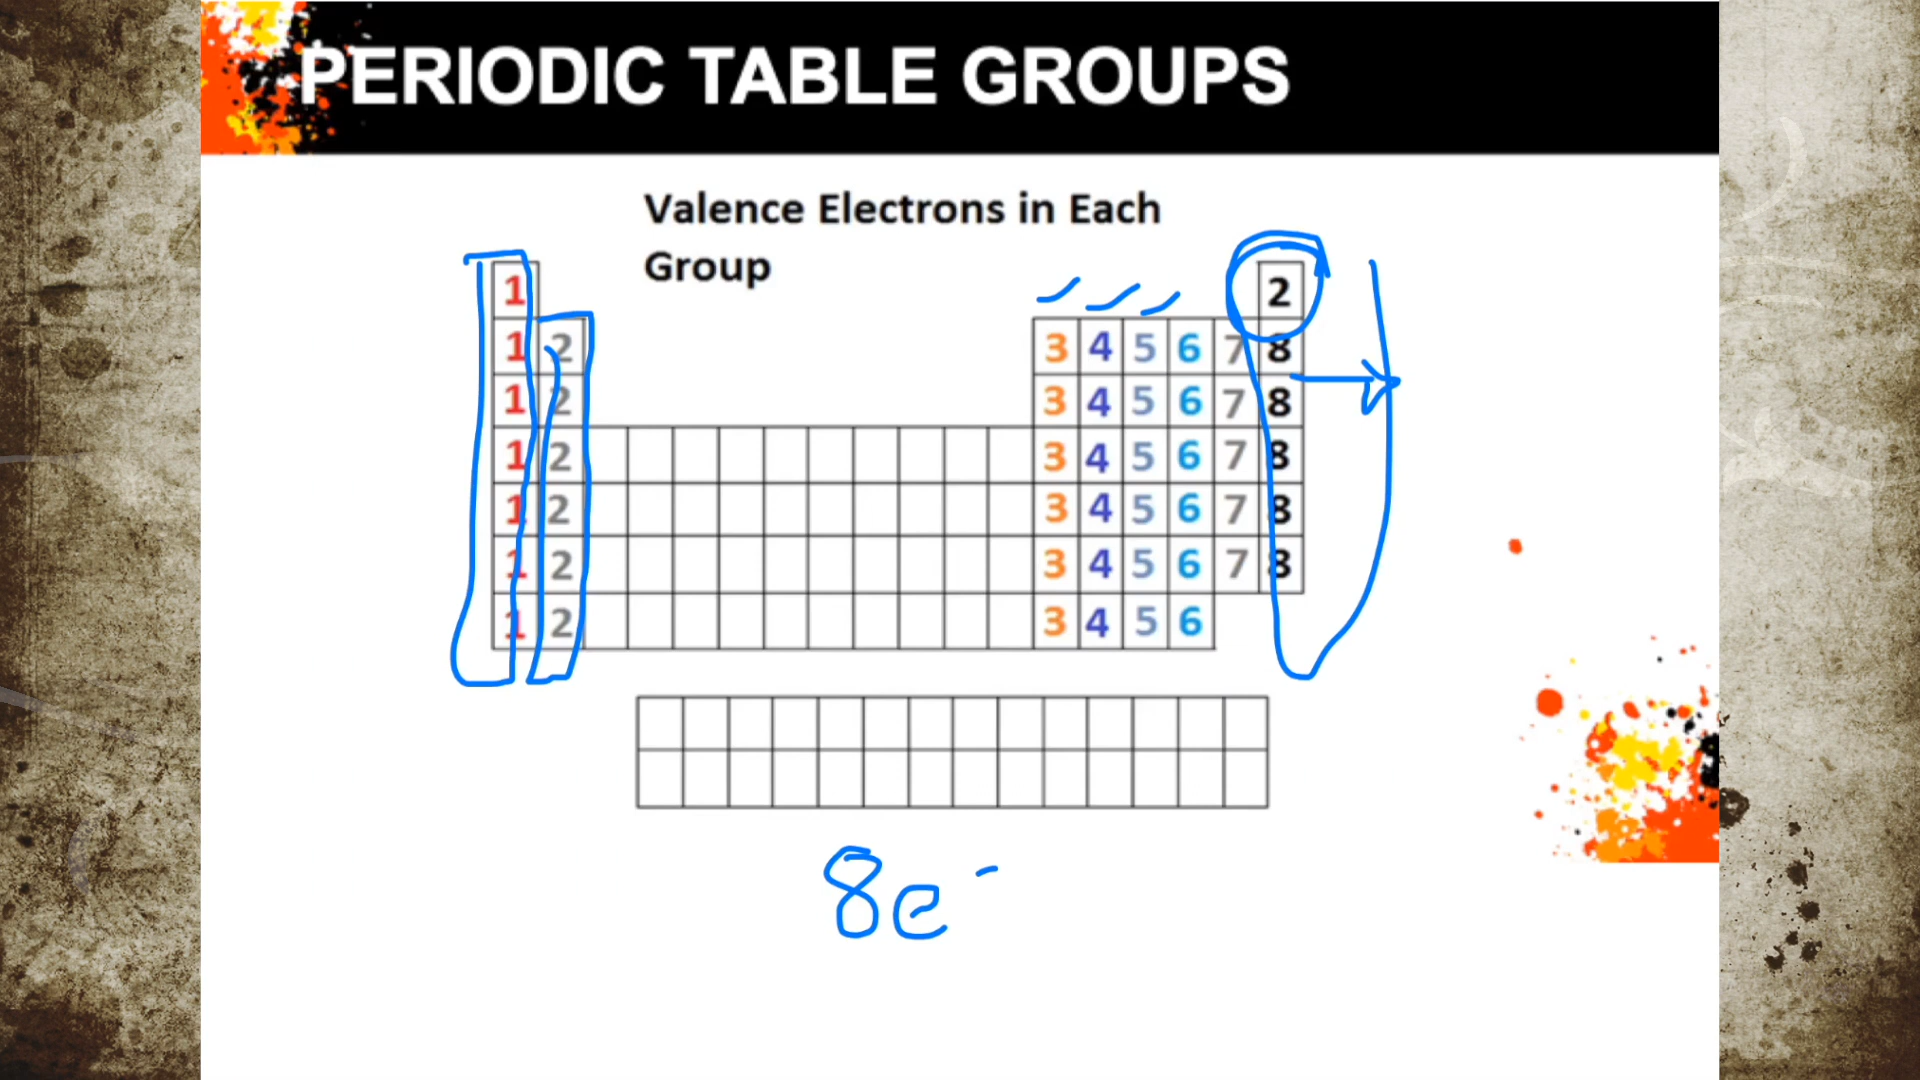 PERIODIC TABLE GROUPS
Valence Electrons in Each
Group
1 2
1 2 3 4 5 6 7 8
1 2 3 4 5 6 7 8
1 2 3 4 5 6 7 8
1 2 3 4 5 6 7 8
1 2 3 4 5 6 7 8
1 2 3 4 5 6
8e⁻